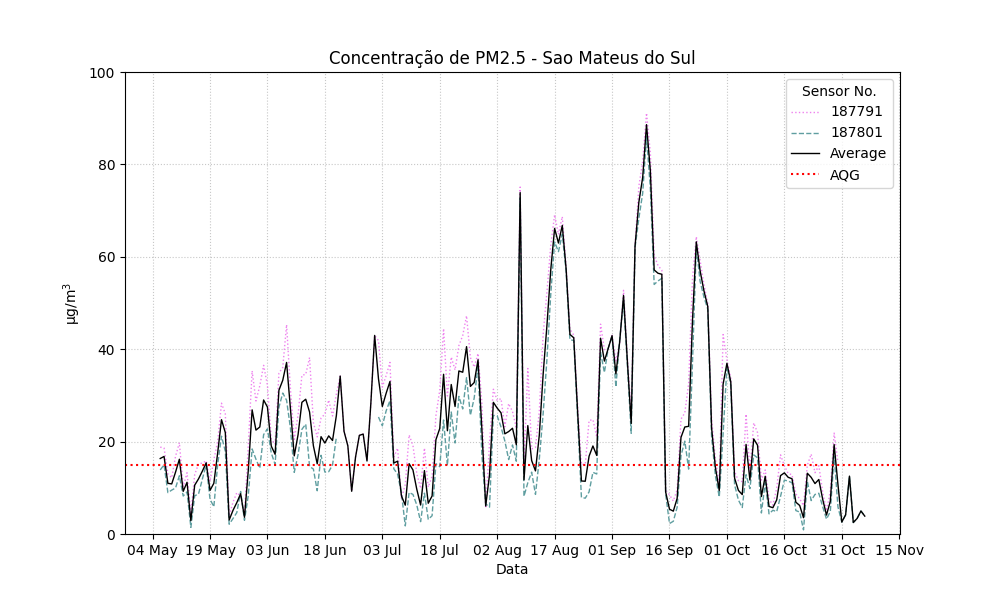 Concentração de PM2.5 - Sao Mateus do Sul
Sensor No.
187791
187801
Average
AQG
100
80
60
40
20
0
µg/m³
04 May 19 May 03 Jun 18 Jun 03 Jul 18 Jul 02 Aug 17 Aug 01 Sep 16 Sep 01 Oct 16 Oct 31 Oct 15 Nov
Data